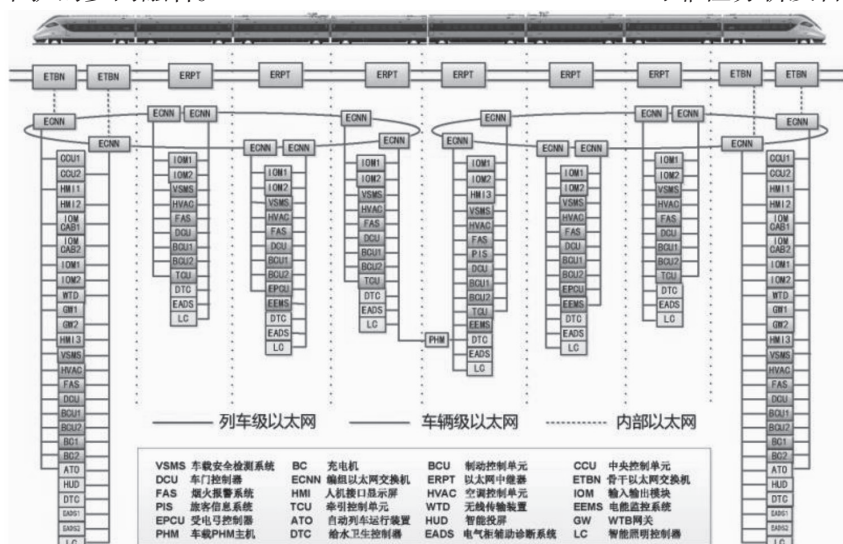 ETBN ETBN ERPT ERPT ERPT ERPT ERPT ERPT ETBN ETBN
ECNN ECNN ECNN ECNN ECNN ECNN ECNN ECNN
ECNN ECNN ECNN ECNN ECNN ECNN ECNN ECNN
CCU1
CCU2
HMI1
HMI2
IOM
CAB1
IOM
CAB2
IOM1
IOM2
WTD
GW1
GW2
HMI3
VSMS
HVAC
FAS
DCU
BCU1
BCU2
BC1
BC2
ATO
HUD
DTC
EADS1
EADS2
LC
IOM1
IOM2
VSMS
HVAC
FAS
DCU
BCU1
BCU2
TCU
DTC
EADS
LC
IOM1
IOM2
VSMS
HVAC
FAS
DCU
BCU1
BCU2
EPCU
EEMS
DTC
EADS
LC
IOM1
IOM2
VSMS
HVAC
FAS
DCU
BCU1
BCU2
TCU
DTC
EADS
LC
PHM
IOM1
IOM2
HMI3
VSMS
HVAC
FAS
PIS
DCU
BCU1
BCU2
TCU
EEMS
DTC
EADS
LC
IOM1
IOM2
VSMS
HVAC
FAS
DCU
BCU1
BCU2
EPCU
EEMS
DTC
EADS
LC
IOM1
IOM2
VSMS
HVAC
FAS
DCU
BCU1
BCU2
TCU
DTC
EADS
LC
CCU1
CCU2
HMI1
HMI2
IOM
CAB1
IOM
CAB2
IOM1
IOM2
WTD
GW1
GW2
HMI3
VSMS
HVAC
FAS
DCU
BCU1
BCU2
BC1
BC2
ATO
HUD
DTC
EADS1
EADS2
LC
列车级以太网 车辆级以太网 内部以太网
VSMS 车载安全检测系统 BC 充电机 BCU 制动控制单元 CCU 中央控制单元
DCU 车门控制器 ECNN 编组以太网交换机 ERPT 以太网中继器 ETBN 骨干以太网交换机
FAS 烟火报警系统 HMI 人机接口显示屏 HVAC 空调控制单元 IOM 输入输出模块
PIS 旅客信息系统 TCU 牵引控制单元 WTD 无线传输装置 EEMS 电能监控系统
EPCU 受电弓控制器 ATO 自动列车运行装置 HUD 智能投屏 GW WTB网关
PHM 车载PHM主机 DTC 给水卫生控制器 EADS 电气柜辅助诊断系统 LC 智能照明控制器